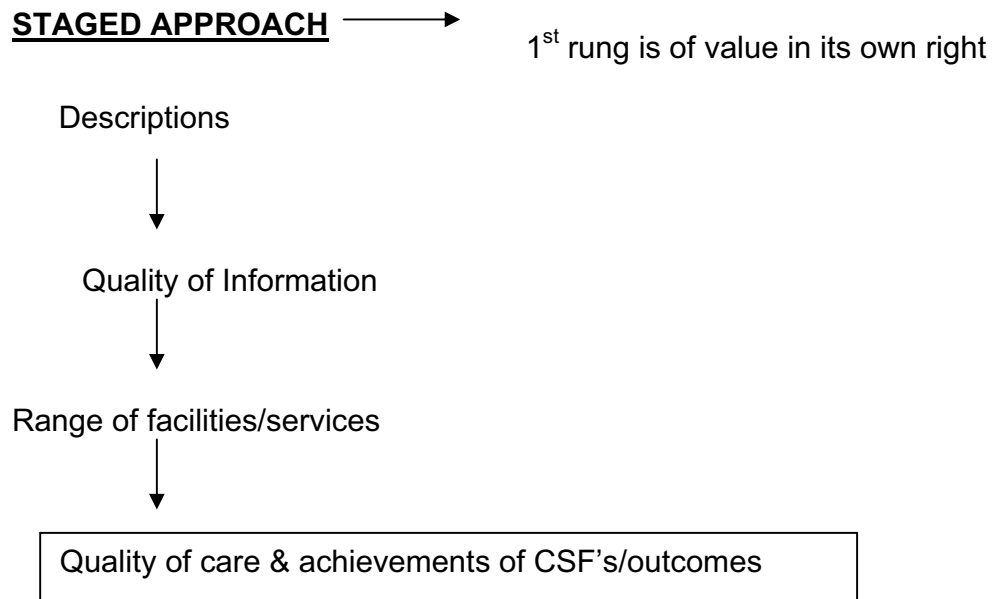 STAGED APPROACH
1st rung is of value in its own right
Descriptions
Quality of Information
Range of facilities/services
Quality of care & achievements of CSF's/outcomes